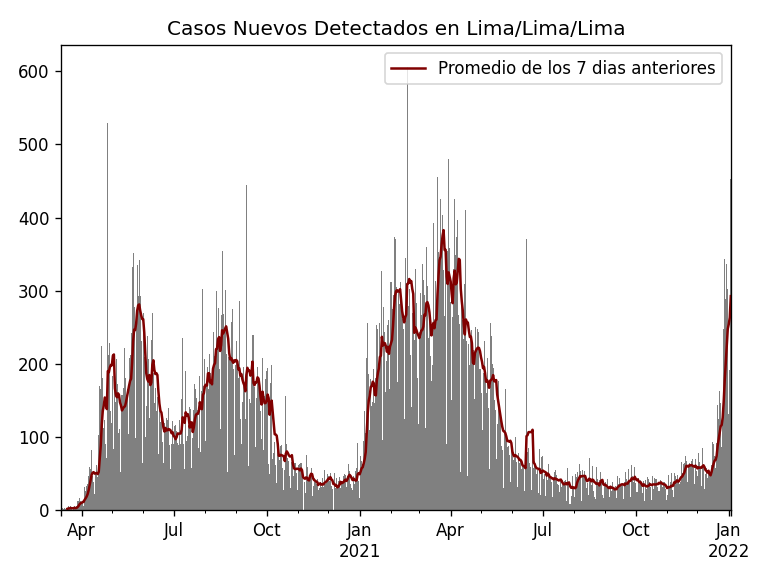 Casos Nuevos Detectados en Lima/Lima/Lima
Promedio de los 7 dias anteriores
600
500
400
300
200
100
0
Apr Jul Oct Jan Apr Jul Oct Jan
2021 2022